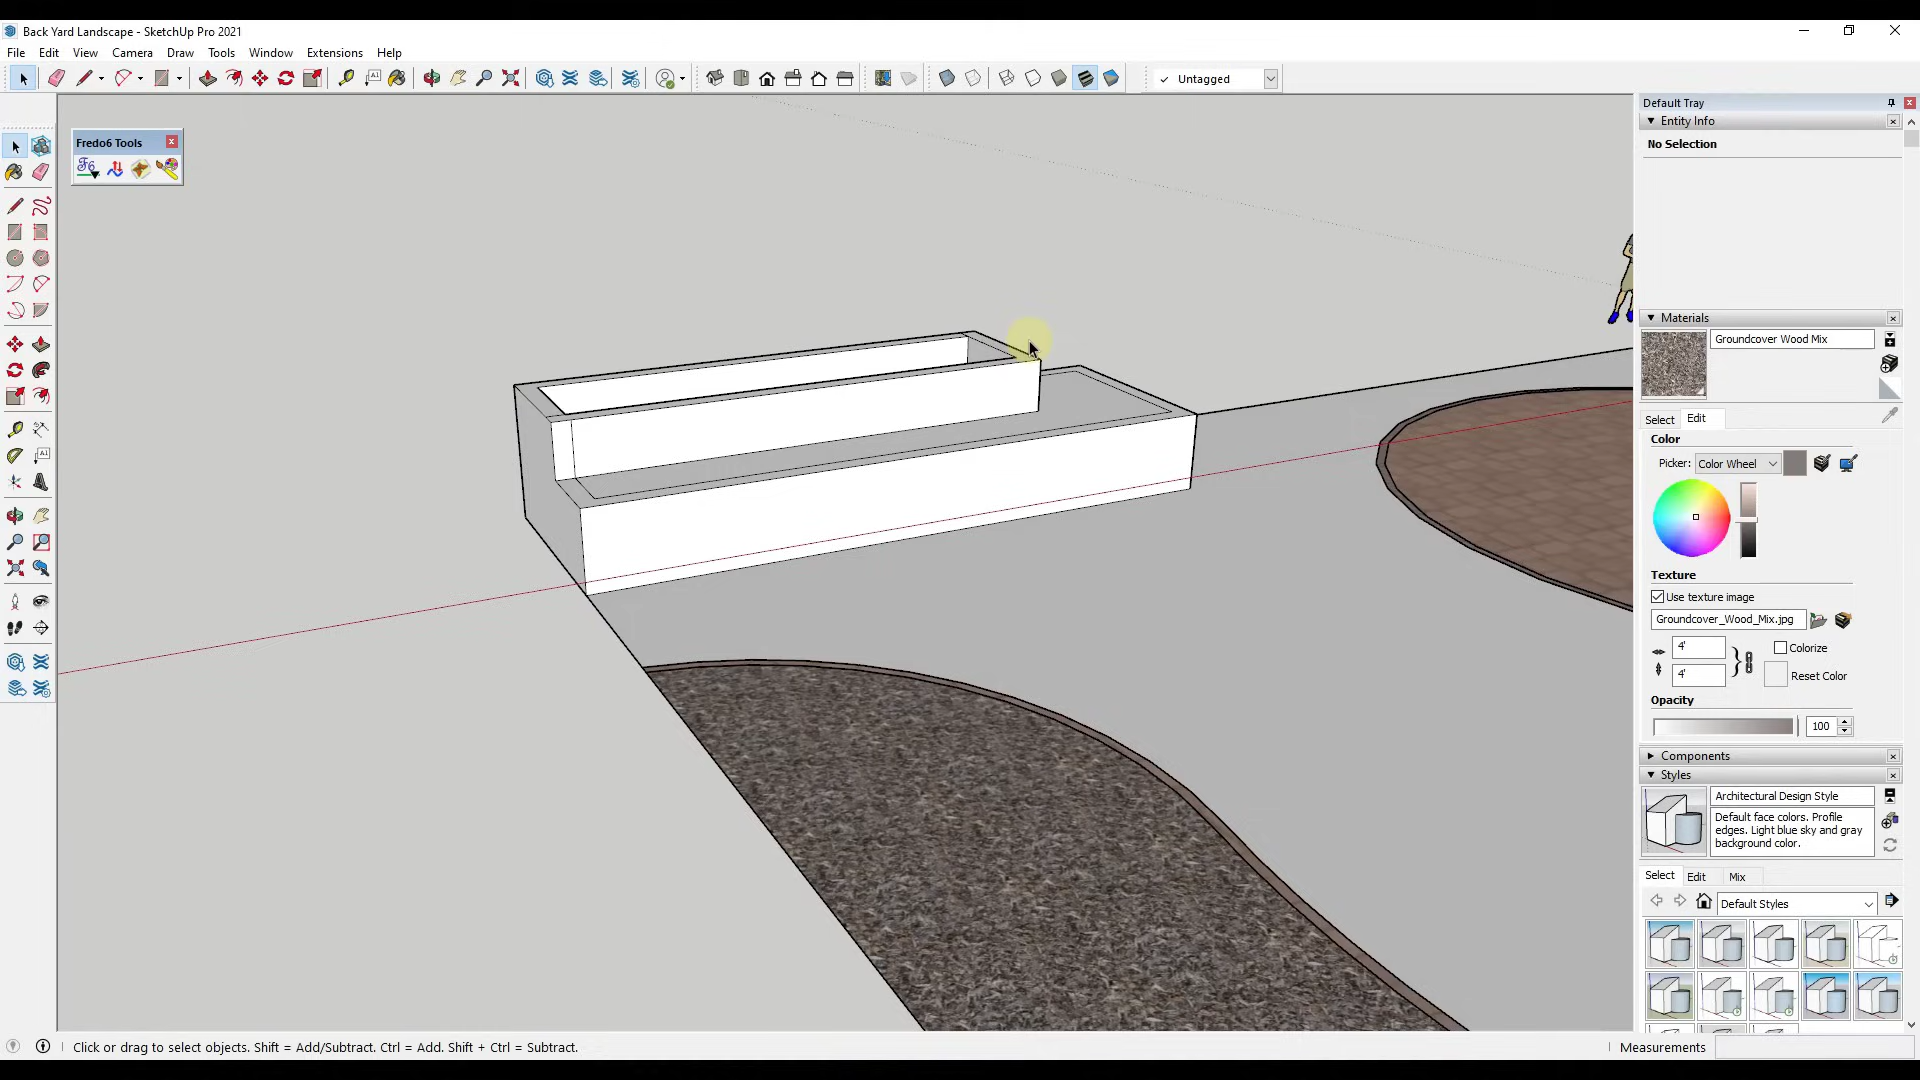 Back Yard Landscape - SketchUp Pro 2021
File Edit View Camera Draw Tools Window Extensions Help
Untagged
Default Tray
Entity Info
No Selection
Fredo6 Tools
Materials
Groundcover Wood Mix
Select Edit
Color
Picker: Color Wheel
Texture
Use texture image
Groundcover_Wood_Mix.jpg
4'
Colorize
4'
Reset Color
Opacity
100
Components
Styles
Architectural Design Style
Default face colors. Profile
edges. Light blue sky and gray
background color.
Select Edit Mix
Default Styles
Click or drag to select objects. Shift = Add/Subtract. Ctrl = Add. Shift + Ctrl = Subtract.
Measurements